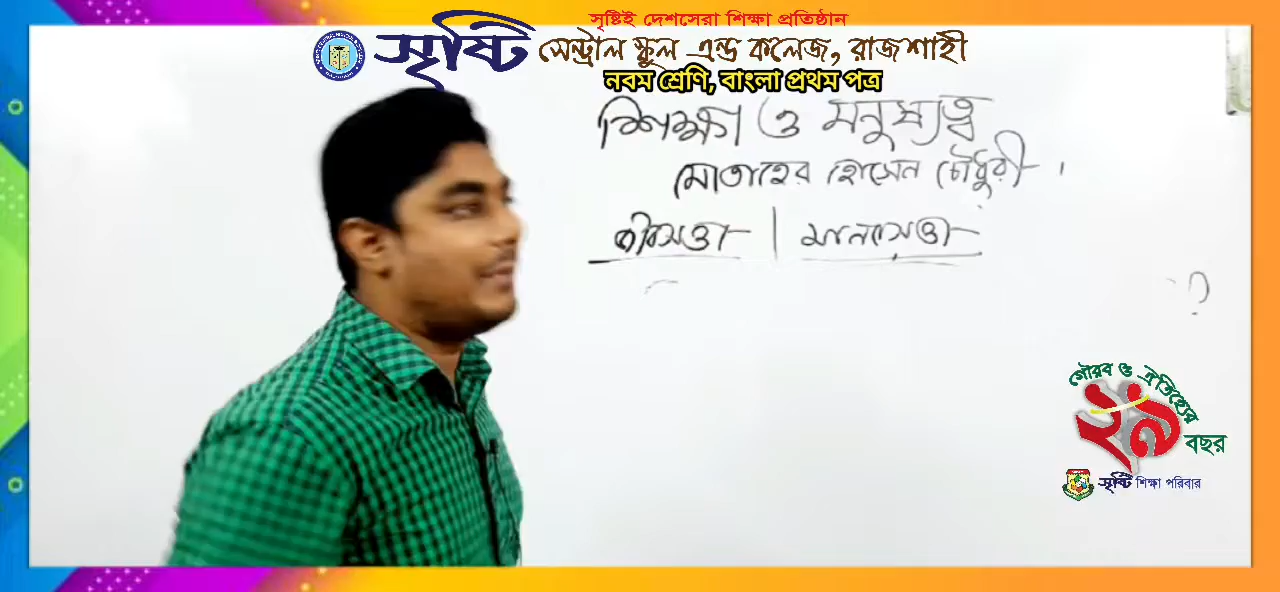 সৃষ্টিই দেশসেরা শিক্ষা প্রতিষ্ঠান
সৃষ্টি সেন্ট্রাল স্কুল এন্ড কলেজ, রাজশাহী
নবম শ্রেণি, বাংলা প্রথম পত্র
শিক্ষা ও মনুষ্যত্ব
মোতাহের হোসেন চৌধুরী
জীবসত্তা | মানবসত্তা
?
গৌরব ও ঐতিহ্যের
২৯ বছর
সৃষ্টি শিক্ষা পরিবার